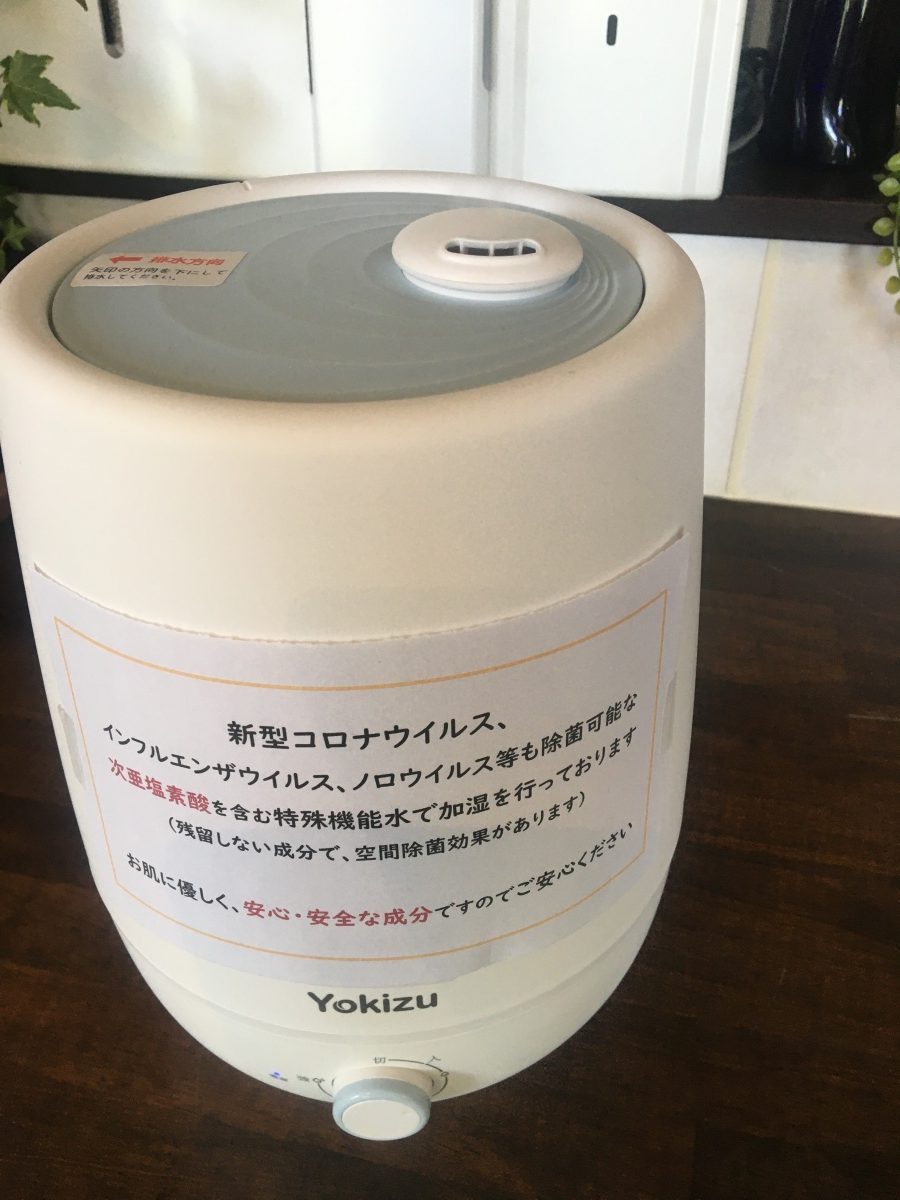 排水方向
矢印の方向を下にして
排水してください。
新型コロナウイルス、
インフルエンザウイルス、ノロウイルス等も除菌可能な
次亜塩素酸を含む特殊機能水で加湿を行っております
(残留しない成分で、空間除菌効果があります)
お肌に優しく、安心・安全な成分ですのでご安心ください
Yokizu
切 入